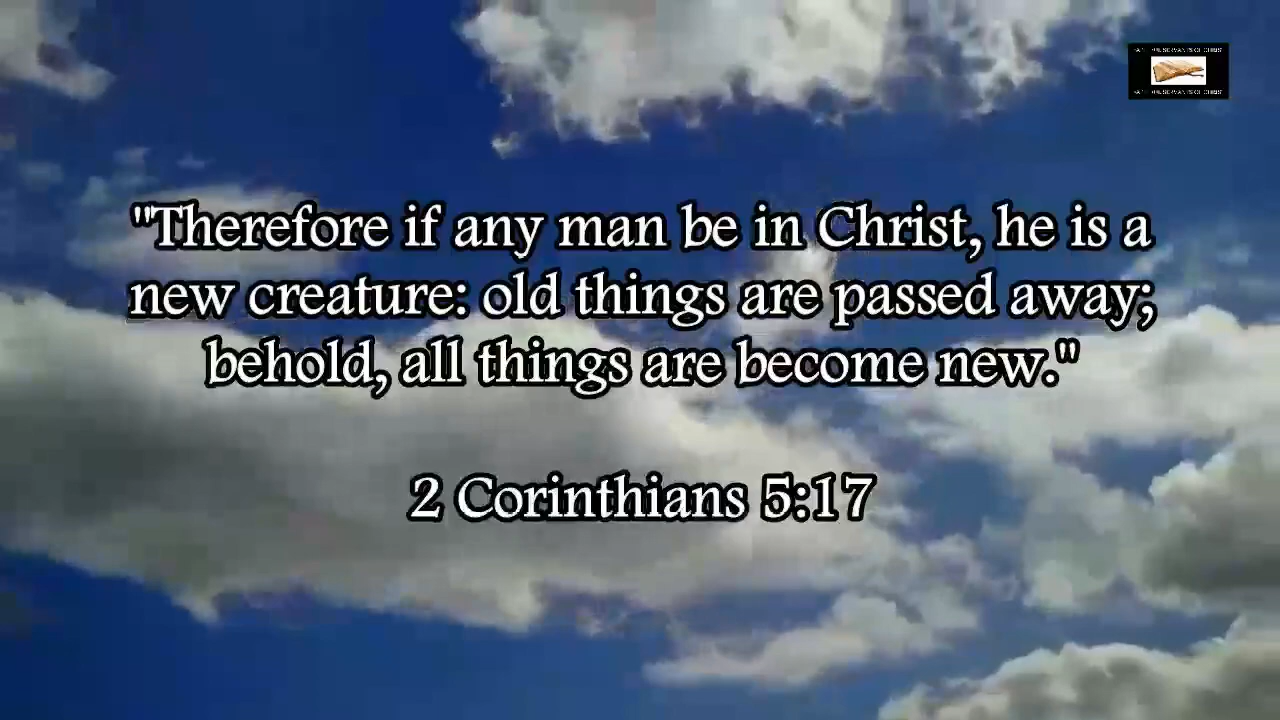 "Therefore if any man be in Christ, he is a
new creature: old things are passed away;
behold, all things are become new."
2 Corinthians 5:17